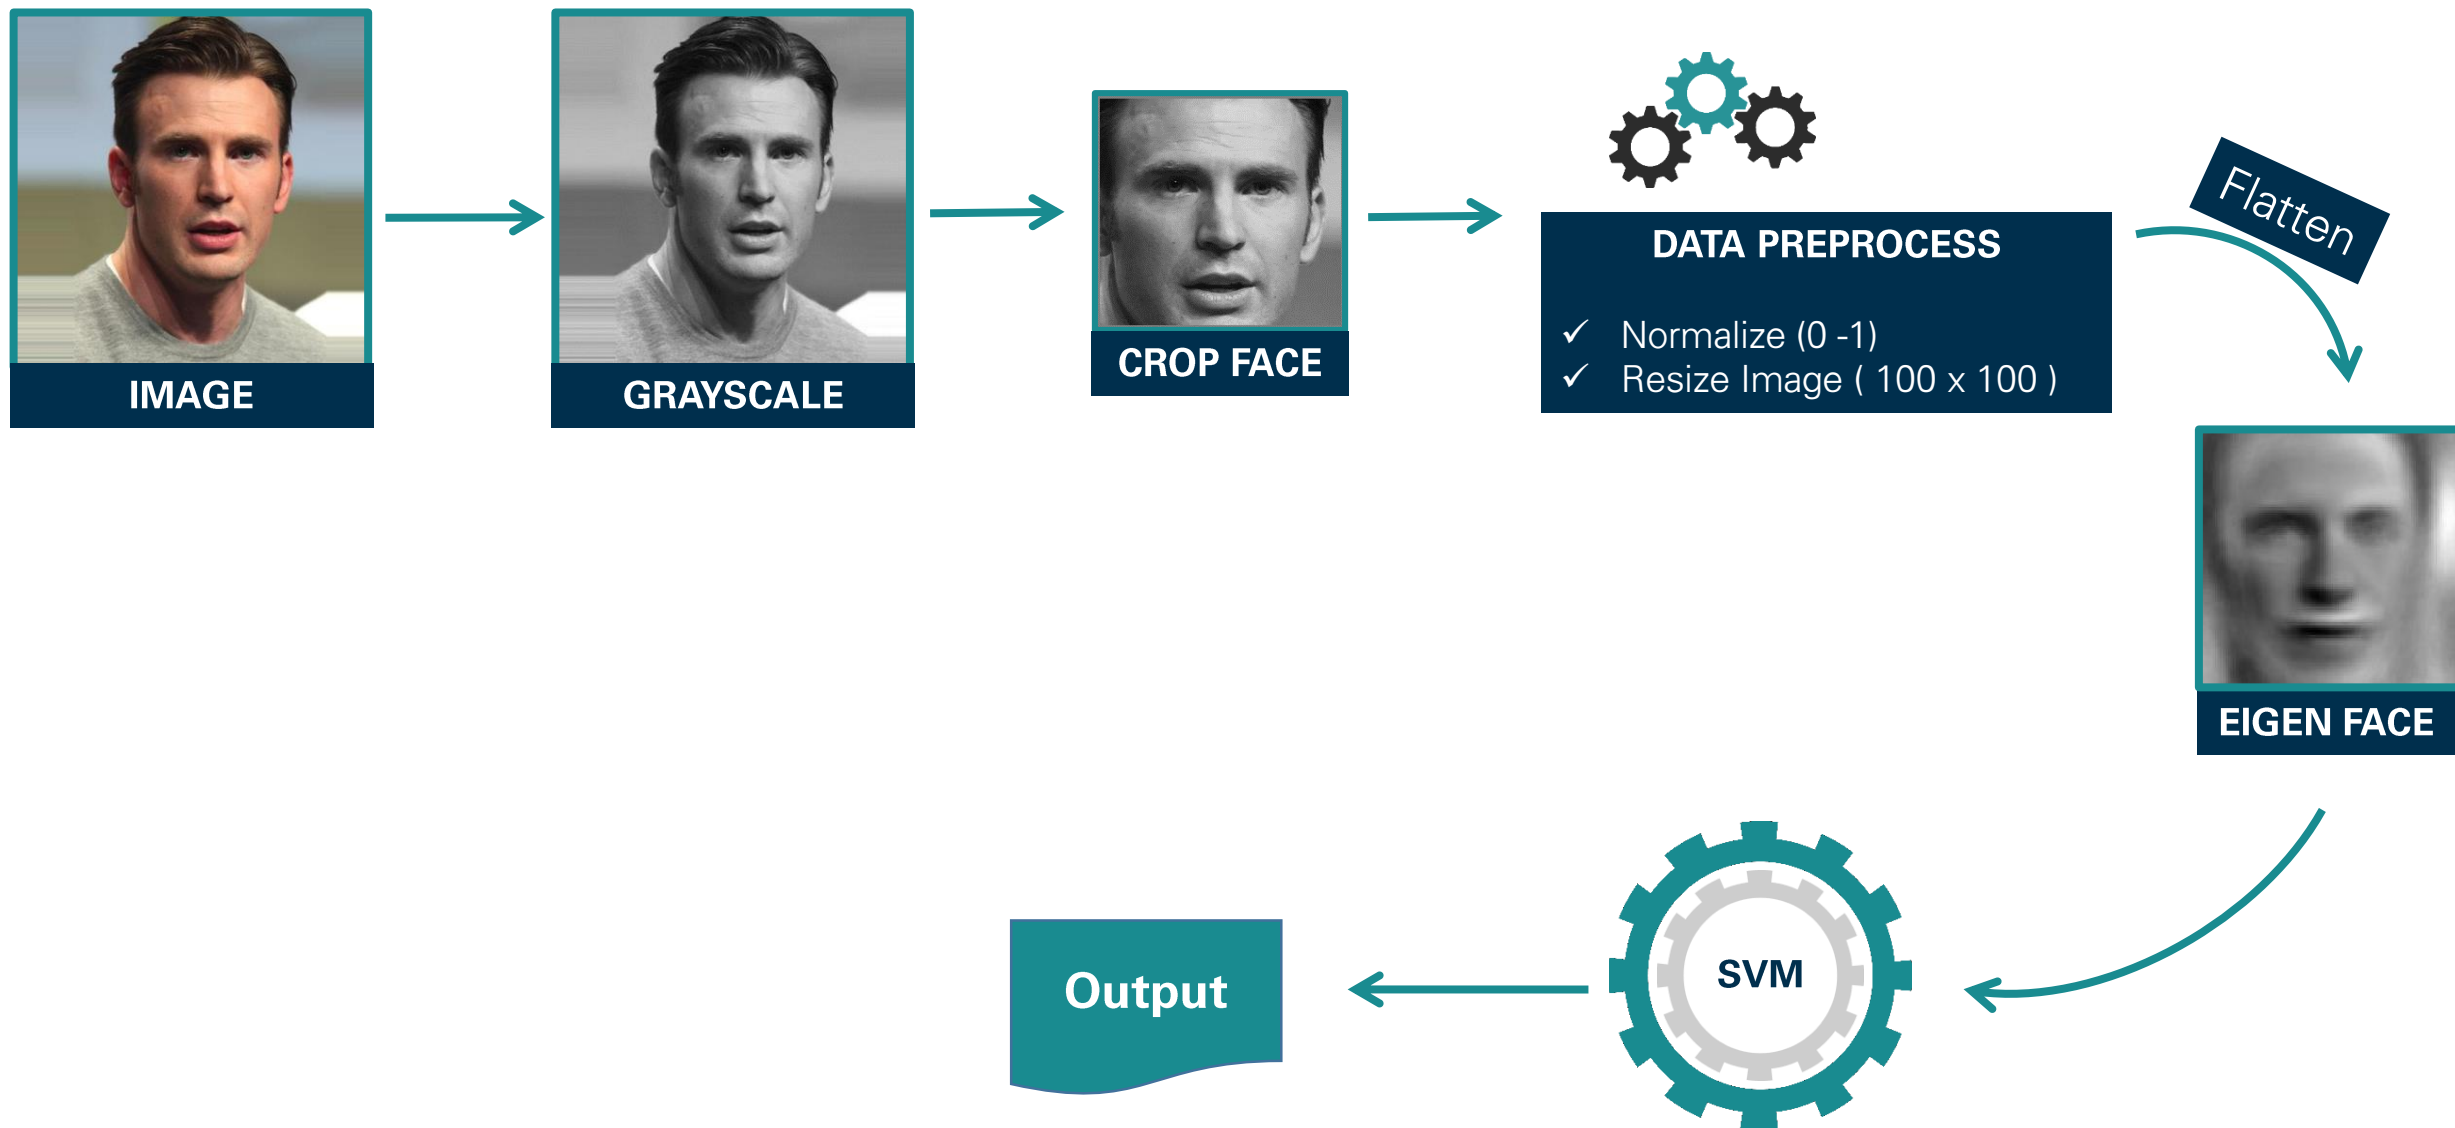 IMAGE
GRAYSCALE
CROP FACE
DATA PREPROCESS
✓ Normalize (0 -1)
✓ Resize Image ( 100 x 100 )
Flatten
EIGEN FACE
SVM
Output